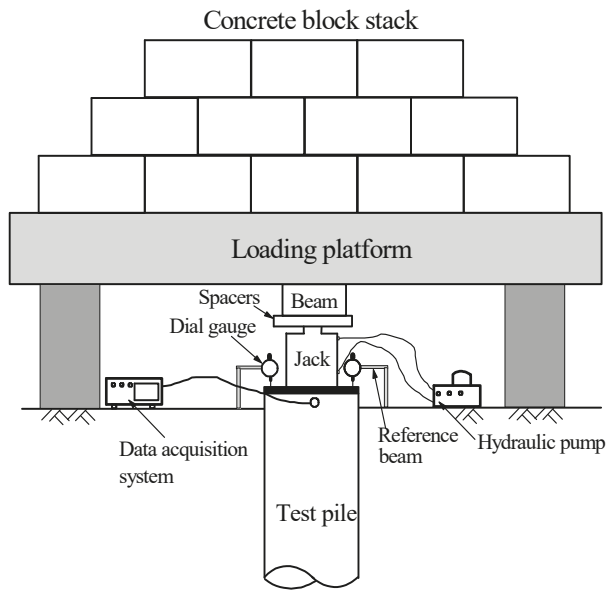 Concrete block stack
Loading platform
Spacers
Beam
Dial gauge
Jack
Data acquisition
system
Reference
beam
Hydraulic pump
Test pile